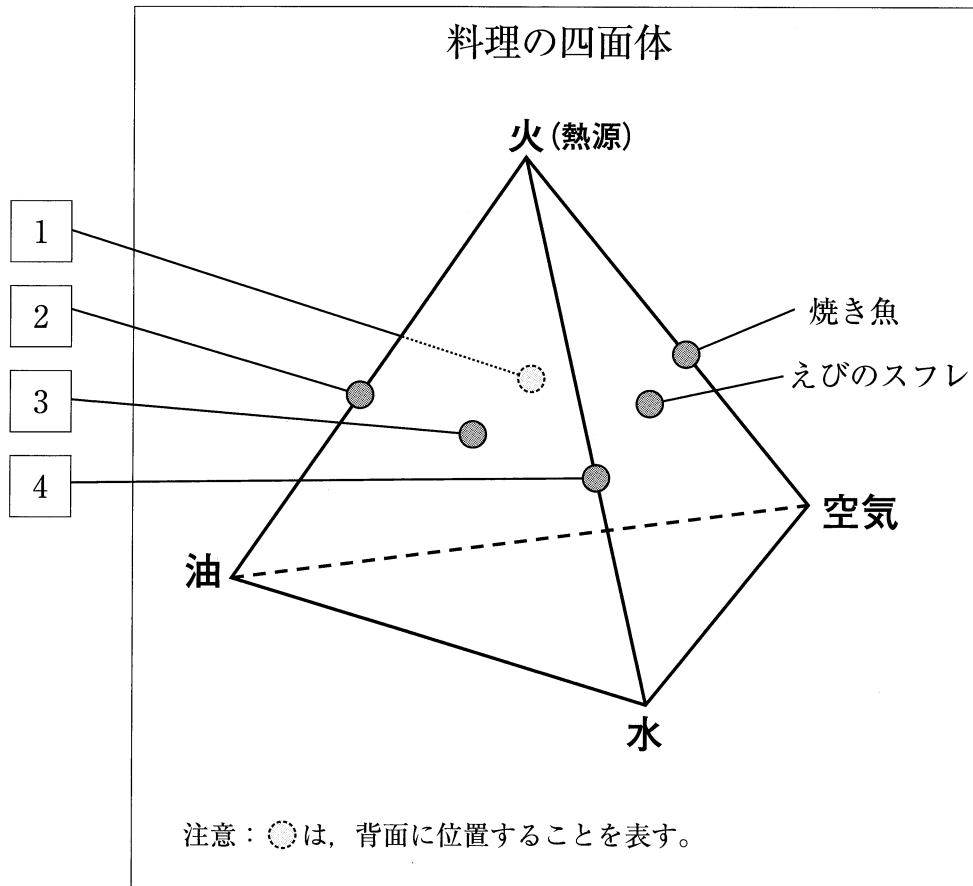 料理の四面体
火(熱源)
1
2
3
4
焼き魚
えびのスフレ
空気
油
水
注意：は，背面に位置することを表す。